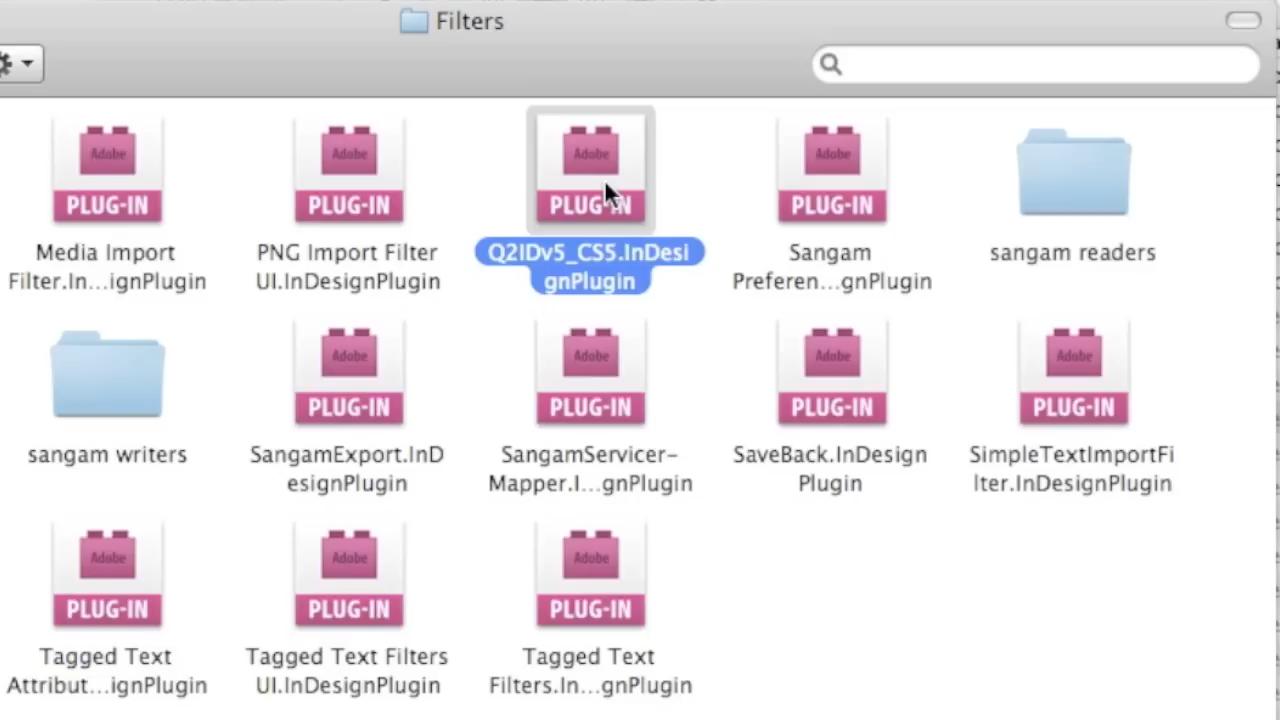 Filters
Adobe
PLUG-IN
Media Import
Filter.In...ignPlugin
Adobe
PLUG-IN
PNG Import Filter
UI.InDesignPlugin
Adobe
PLUG-IN
Q2IDv5_CS5.InDesi
gnPlugin
Adobe
PLUG-IN
Sangam
Preferen...gnPlugin
sangam readers
sangam writers
Adobe
PLUG-IN
SangamExport.InD
esignPlugin
Adobe
PLUG-IN
SangamServicer-
Mapper.I...gnPlugin
Adobe
PLUG-IN
SaveBack.InDesign
Plugin
Adobe
PLUG-IN
SimpleTextImportFi
lter.InDesignPlugin
Adobe
PLUG-IN
Tagged Text
Attribut...ignPlugin
Adobe
PLUG-IN
Tagged Text Filters
UI.InDesignPlugin
Adobe
PLUG-IN
Tagged Text
Filters.In...gnPlugin